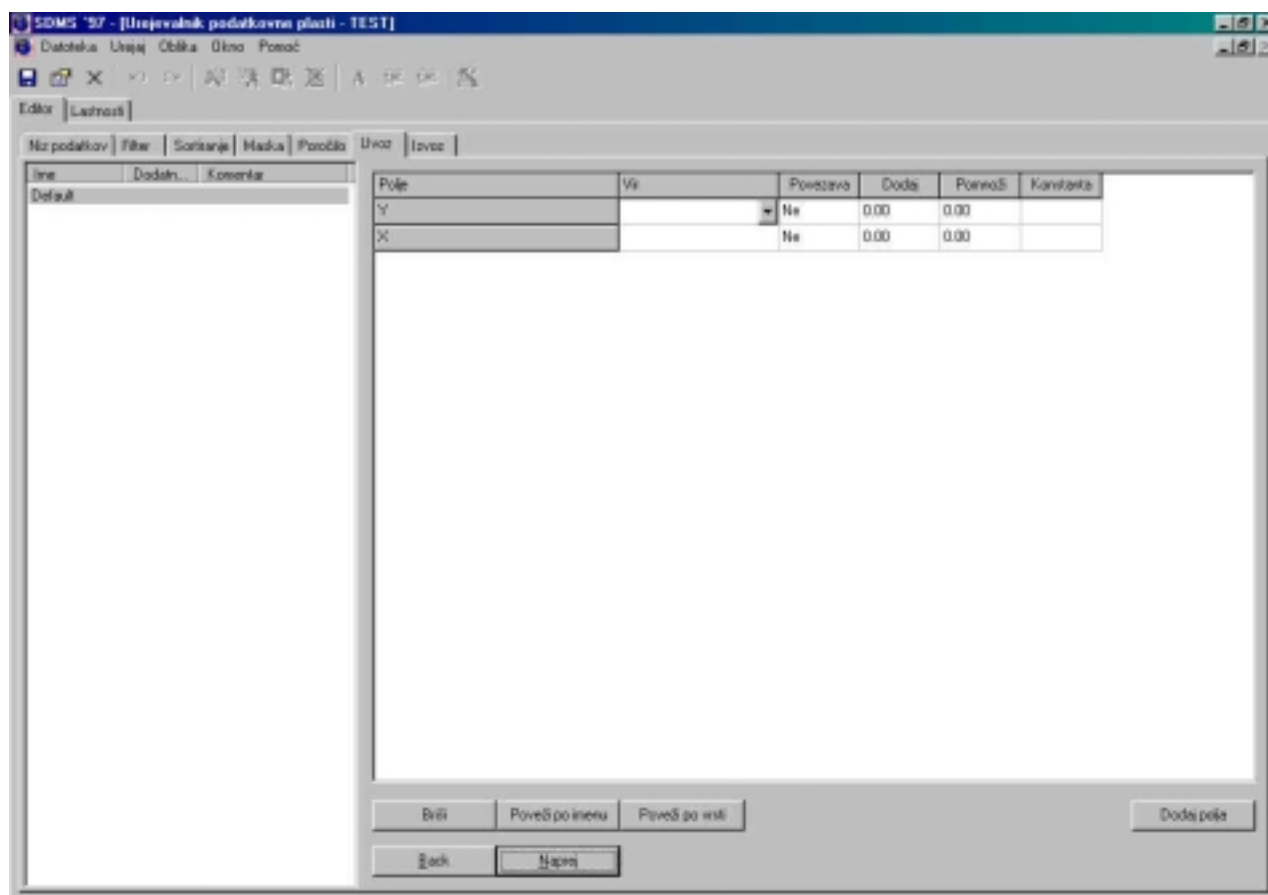 SDMS '97 - [Urejevalnik podatkovne plasti - TEST]
Datoteka Urejaj Oblika Okno Pomoč
Editor Lastnosti
Niz podatkov Filter Sortiranje Maska Poročilo Uvoz Izvoz
Ime Dodatn... Komentar
Default
Polje Vir Povezava Dodaj Pomnoži Konstanta
Y Ne 0.00 0.00
X Ne 0.00 0.00
Briši Poveži po imenu Poveži po vrsti Dodaj polja
Back Naprej